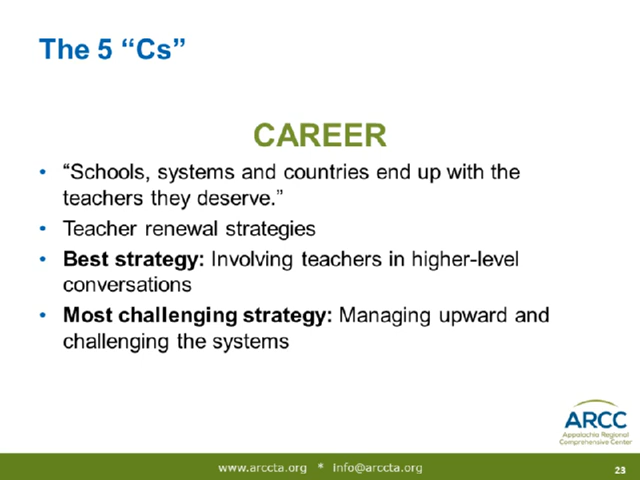 The 5 “Cs”
CAREER
• “Schools, systems and countries end up with the
teachers they deserve.”
• Teacher renewal strategies
• Best strategy: Involving teachers in higher-level
conversations
• Most challenging strategy: Managing upward and
challenging the systems
ARCC
Appalachia Regional
Comprehensive Center
www.arccta.org * info@arccta.org
23